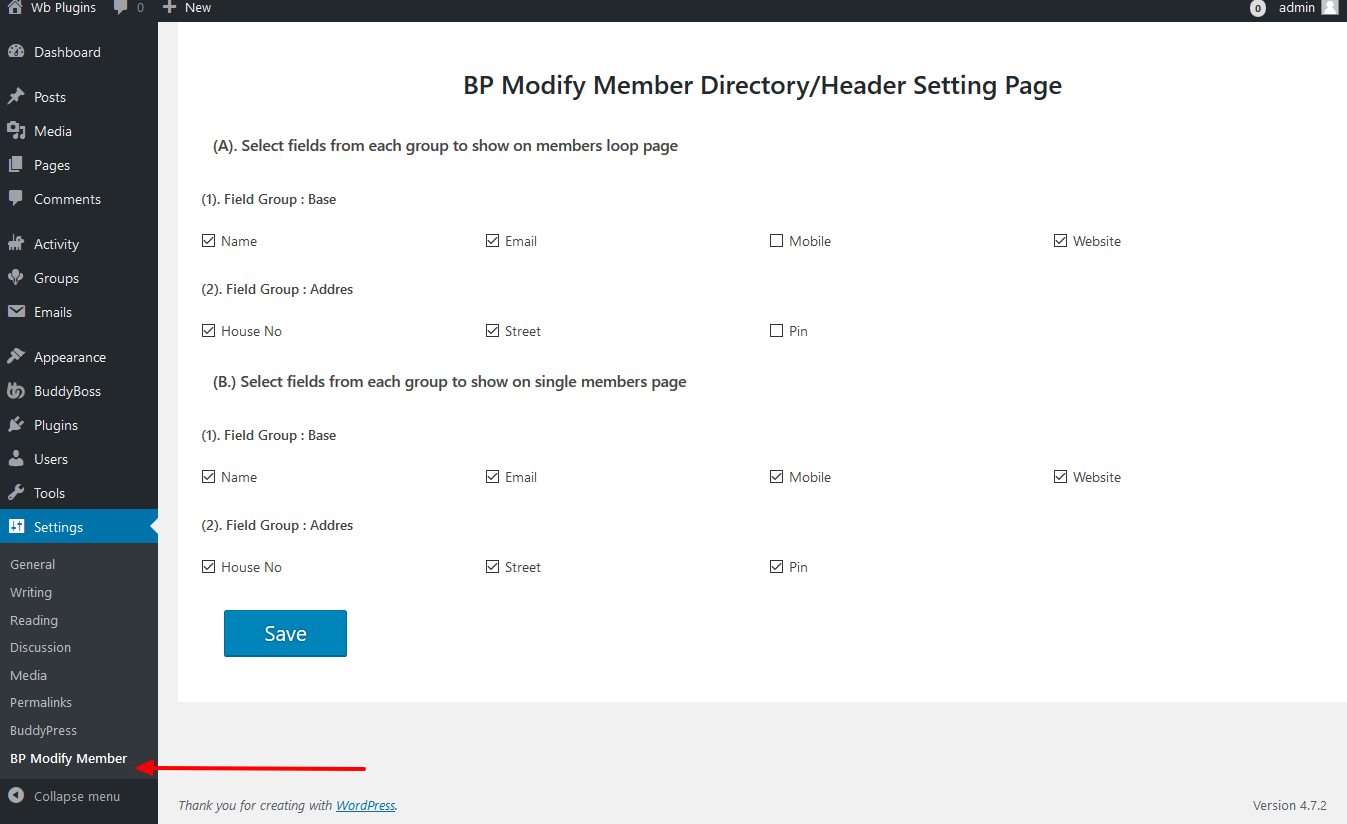 Wb Plugins 0 New 0 admin
Dashboard
Posts
Media
Pages
Comments
Activity
Groups
Emails
Appearance
BuddyBoss
Plugins
Users
Tools
Settings
General
Writing
Reading
Discussion
Media
Permalinks
BuddyPress
BP Modify Member
Collapse menu
BP Modify Member Directory/Header Setting Page
(A). Select fields from each group to show on members loop page
(1). Field Group : Base
Name Email Mobile Website
(2). Field Group : Addres
House No Street Pin
(B.) Select fields from each group to show on single members page
(1). Field Group : Base
Name Email Mobile Website
(2). Field Group : Addres
House No Street Pin
Save
Thank you for creating with WordPress. Version 4.7.2